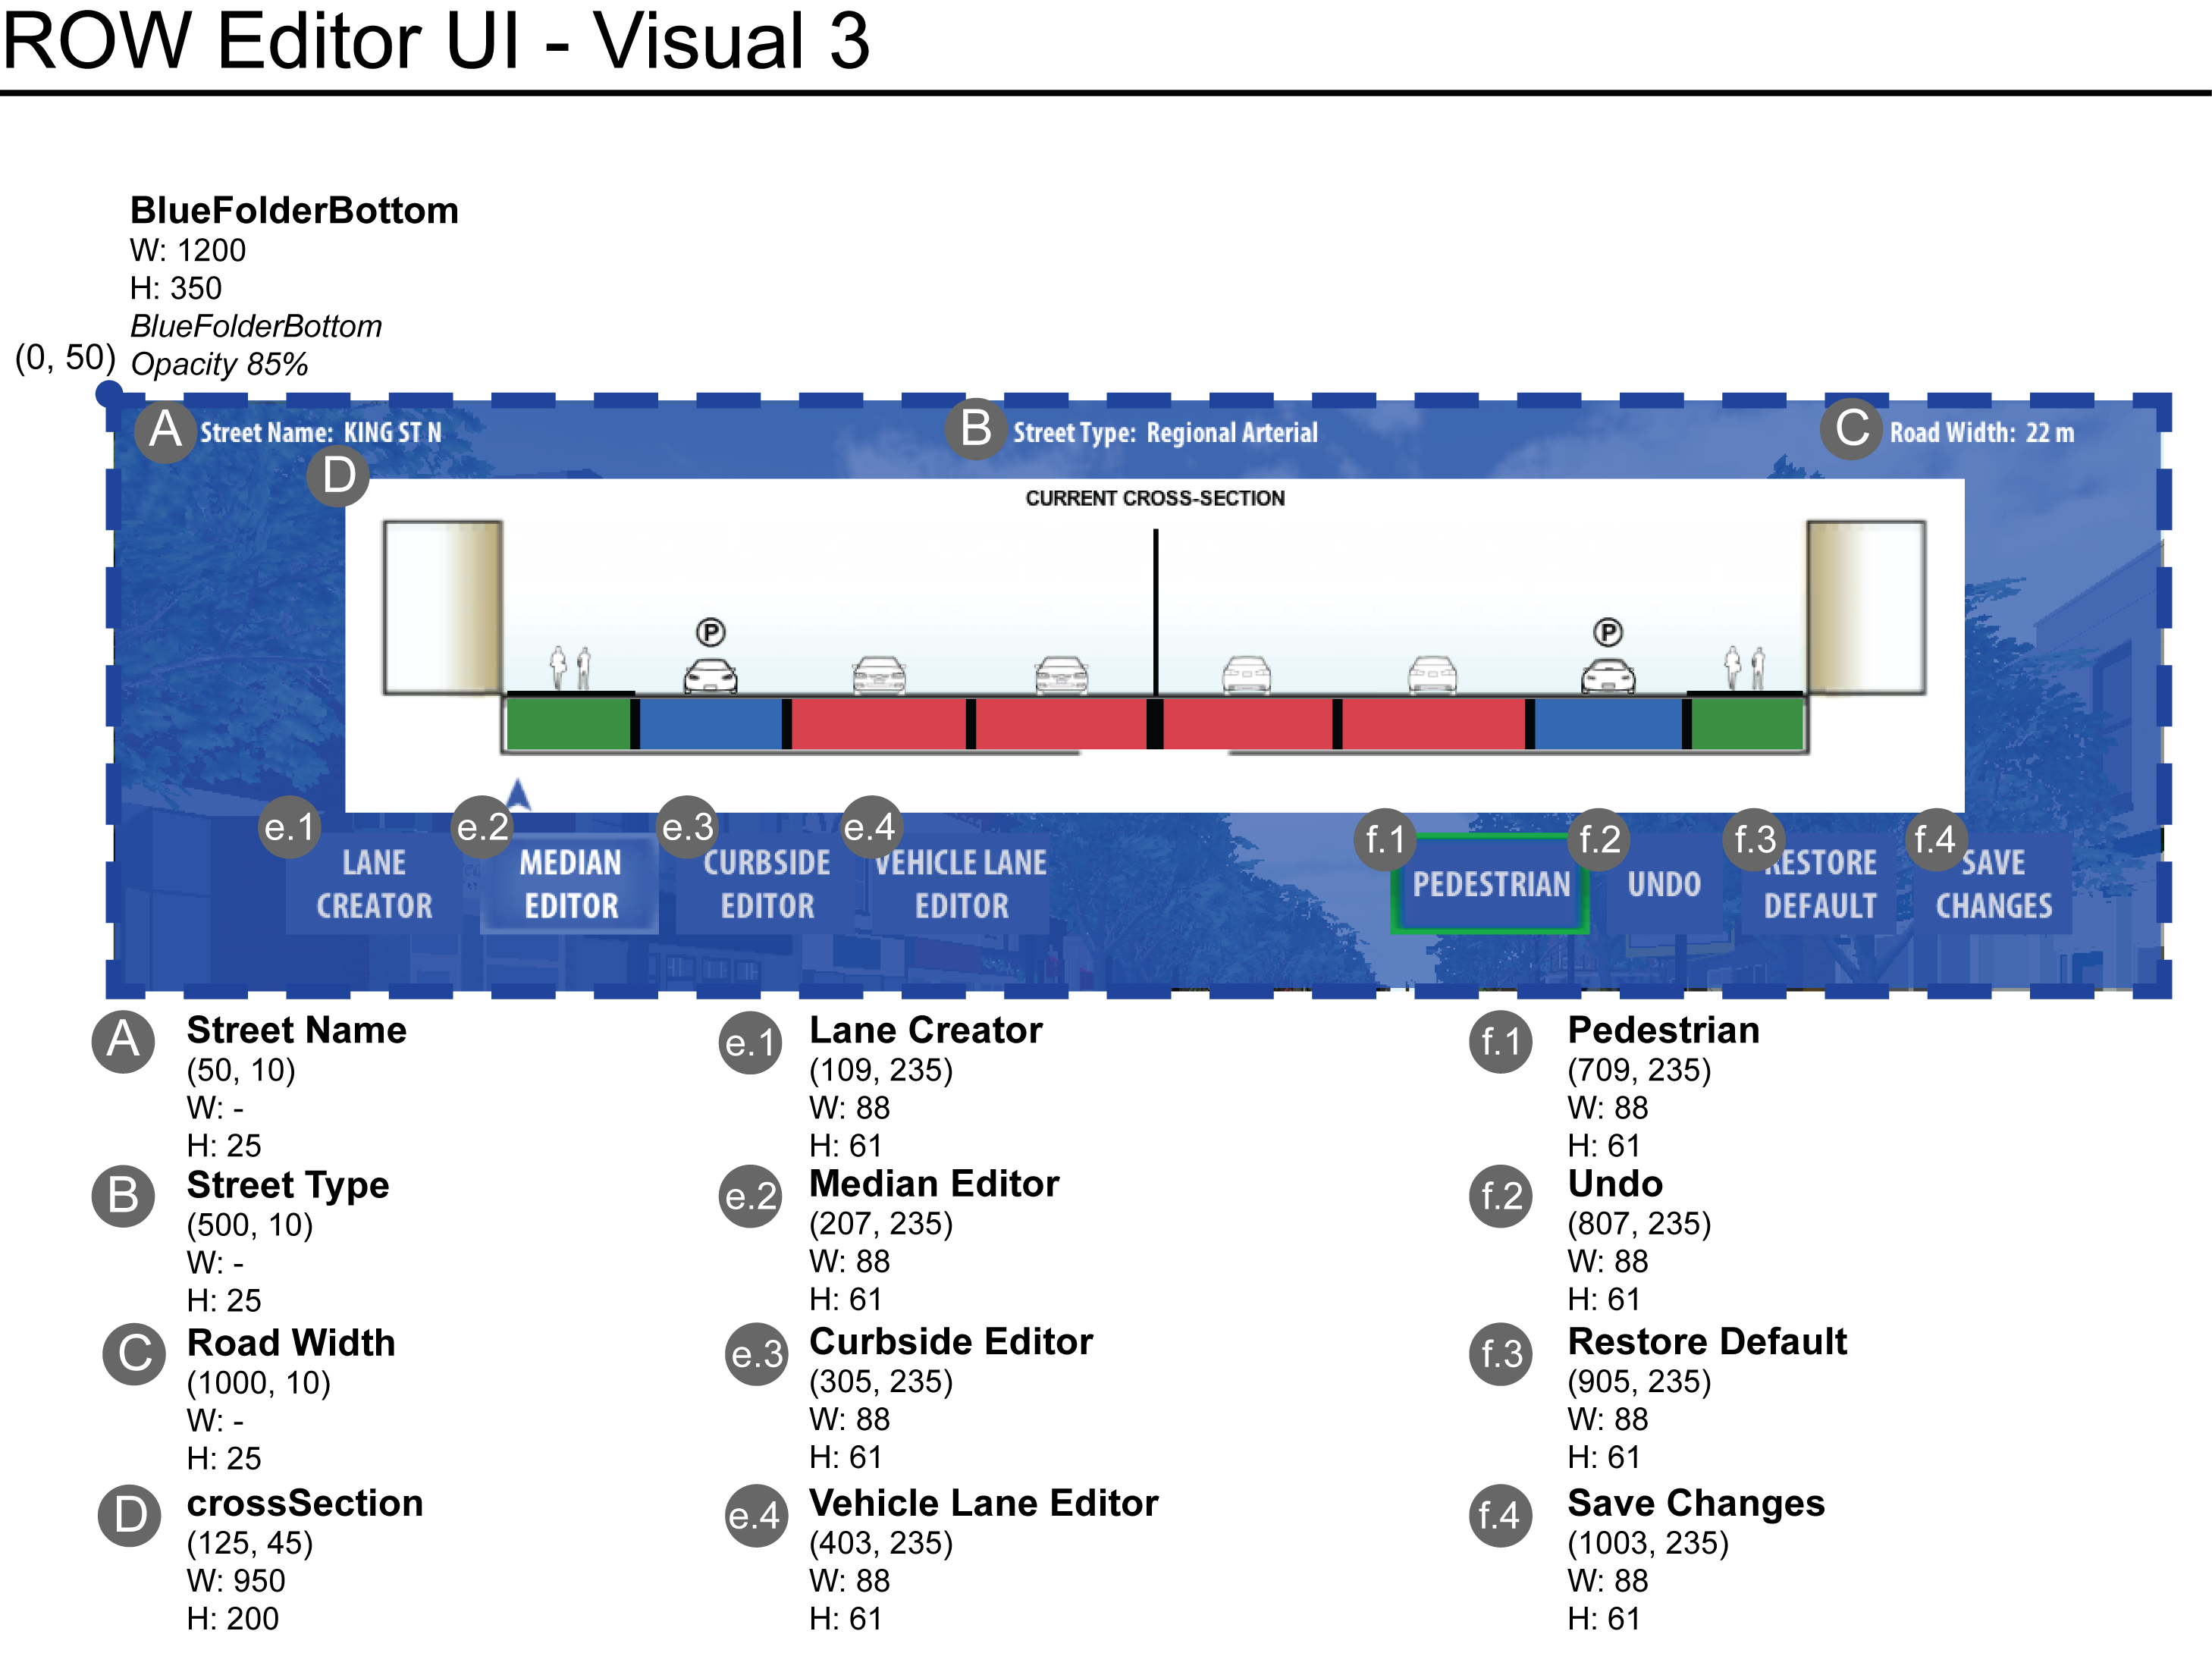 ROW Editor UI - Visual 3
BlueFolderBottom
W: 1200
H: 350
BlueFolderBottom
(0, 50)
Opacity 85%
A
Street Name: KING ST N
B
Street Type: Regional Arterial
C
Road Width: 22 m
D
CURRENT CROSS-SECTION
P
P
e.1
LANE
CREATOR
e.2
MEDIAN
EDITOR
e.3
CURBSIDE
EDITOR
e.4
VEHICLE LANE
EDITOR
f.1
PEDESTRIAN
f.2
UNDO
f.3
RESTORE
DEFAULT
f.4
SAVE
CHANGES
A
Street Name
(50, 10)
W: -
H: 25
B
Street Type
(500, 10)
W: -
H: 25
C
Road Width
(1000, 10)
W: -
H: 25
D
crossSection
(125, 45)
W: 950
H: 200
e.1
Lane Creator
(109, 235)
W: 88
H: 61
e.2
Median Editor
(207, 235)
W: 88
H: 61
e.3
Curbside Editor
(305, 235)
W: 88
H: 61
e.4
Vehicle Lane Editor
(403, 235)
W: 88
H: 61
f.1
Pedestrian
(709, 235)
W: 88
H: 61
f.2
Undo
(807, 235)
W: 88
H: 61
f.3
Restore Default
(905, 235)
W: 88
H: 61
f.4
Save Changes
(1003, 235)
W: 88
H: 61